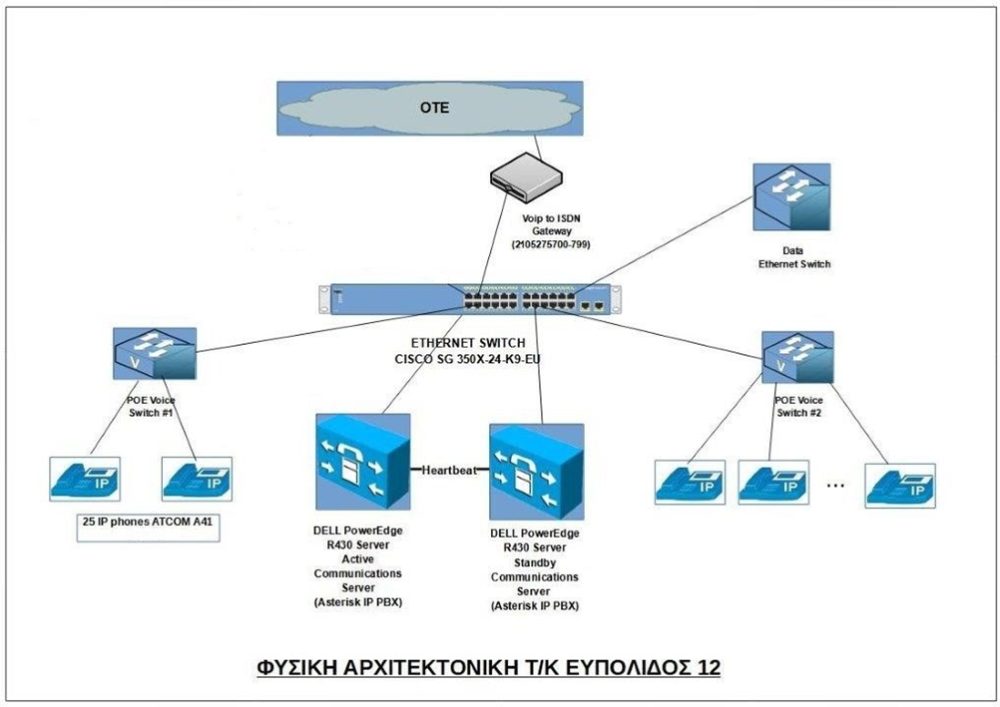 OTE
Voip to ISDN
Gateway
(2105275700-799)
Data
Ethernet Switch
ETHERNET SWITCH
CISCO SG 350X-24-K9-EU
V
POE Voice
Switch #1
V
POE Voice
Switch #2
IP
IP
25 IP phones ATCOM A41
Heartbeat
IP
IP
...
IP
DELL PowerEdge
R430 Server
Active
Communications
Server
(Asterisk IP PBX)
DELL PowerEdge
R430 Server
Standby
Communications
Server
(Asterisk IP PBX)
ΦΥΣΙΚΗ ΑΡΧΙΤΕΚΤΟΝΙΚΗ Τ/Κ ΕΥΠΟΛΙΔΟΣ 12